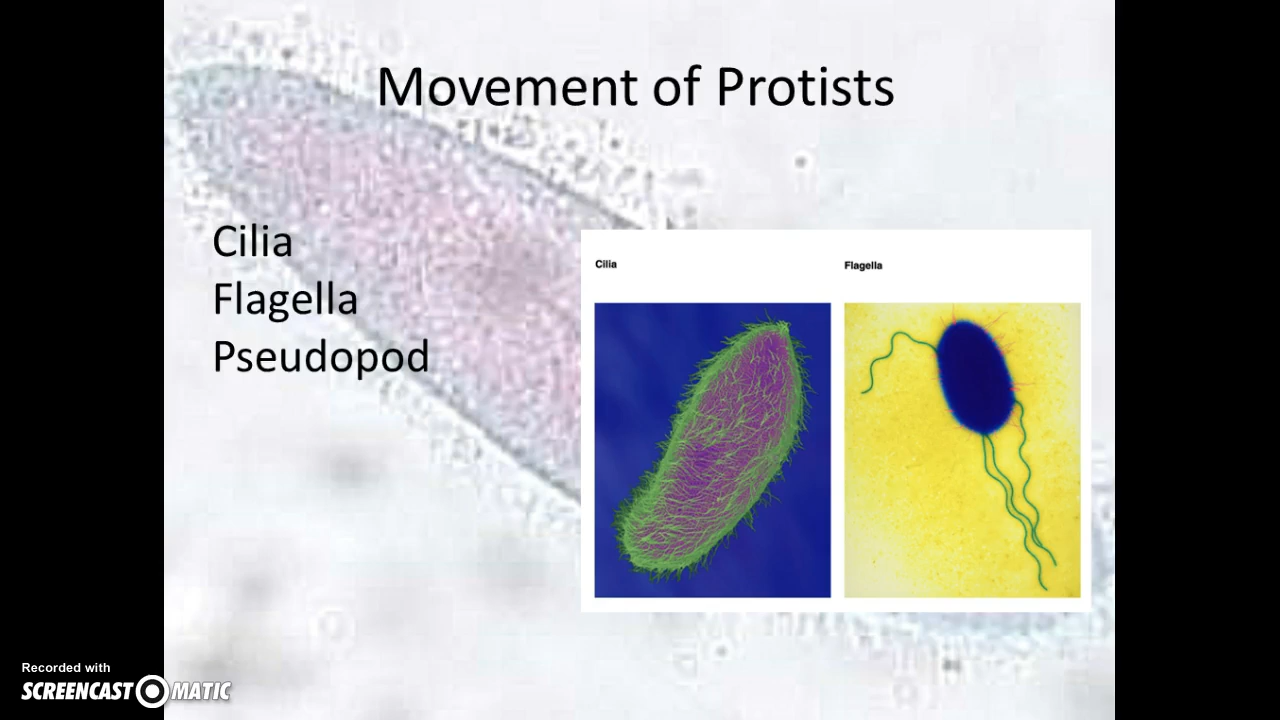 Movement of Protists
Cilia
Flagella
Pseudopod
Cilia
Flagella
Recorded with
SCREENCAST MATIC